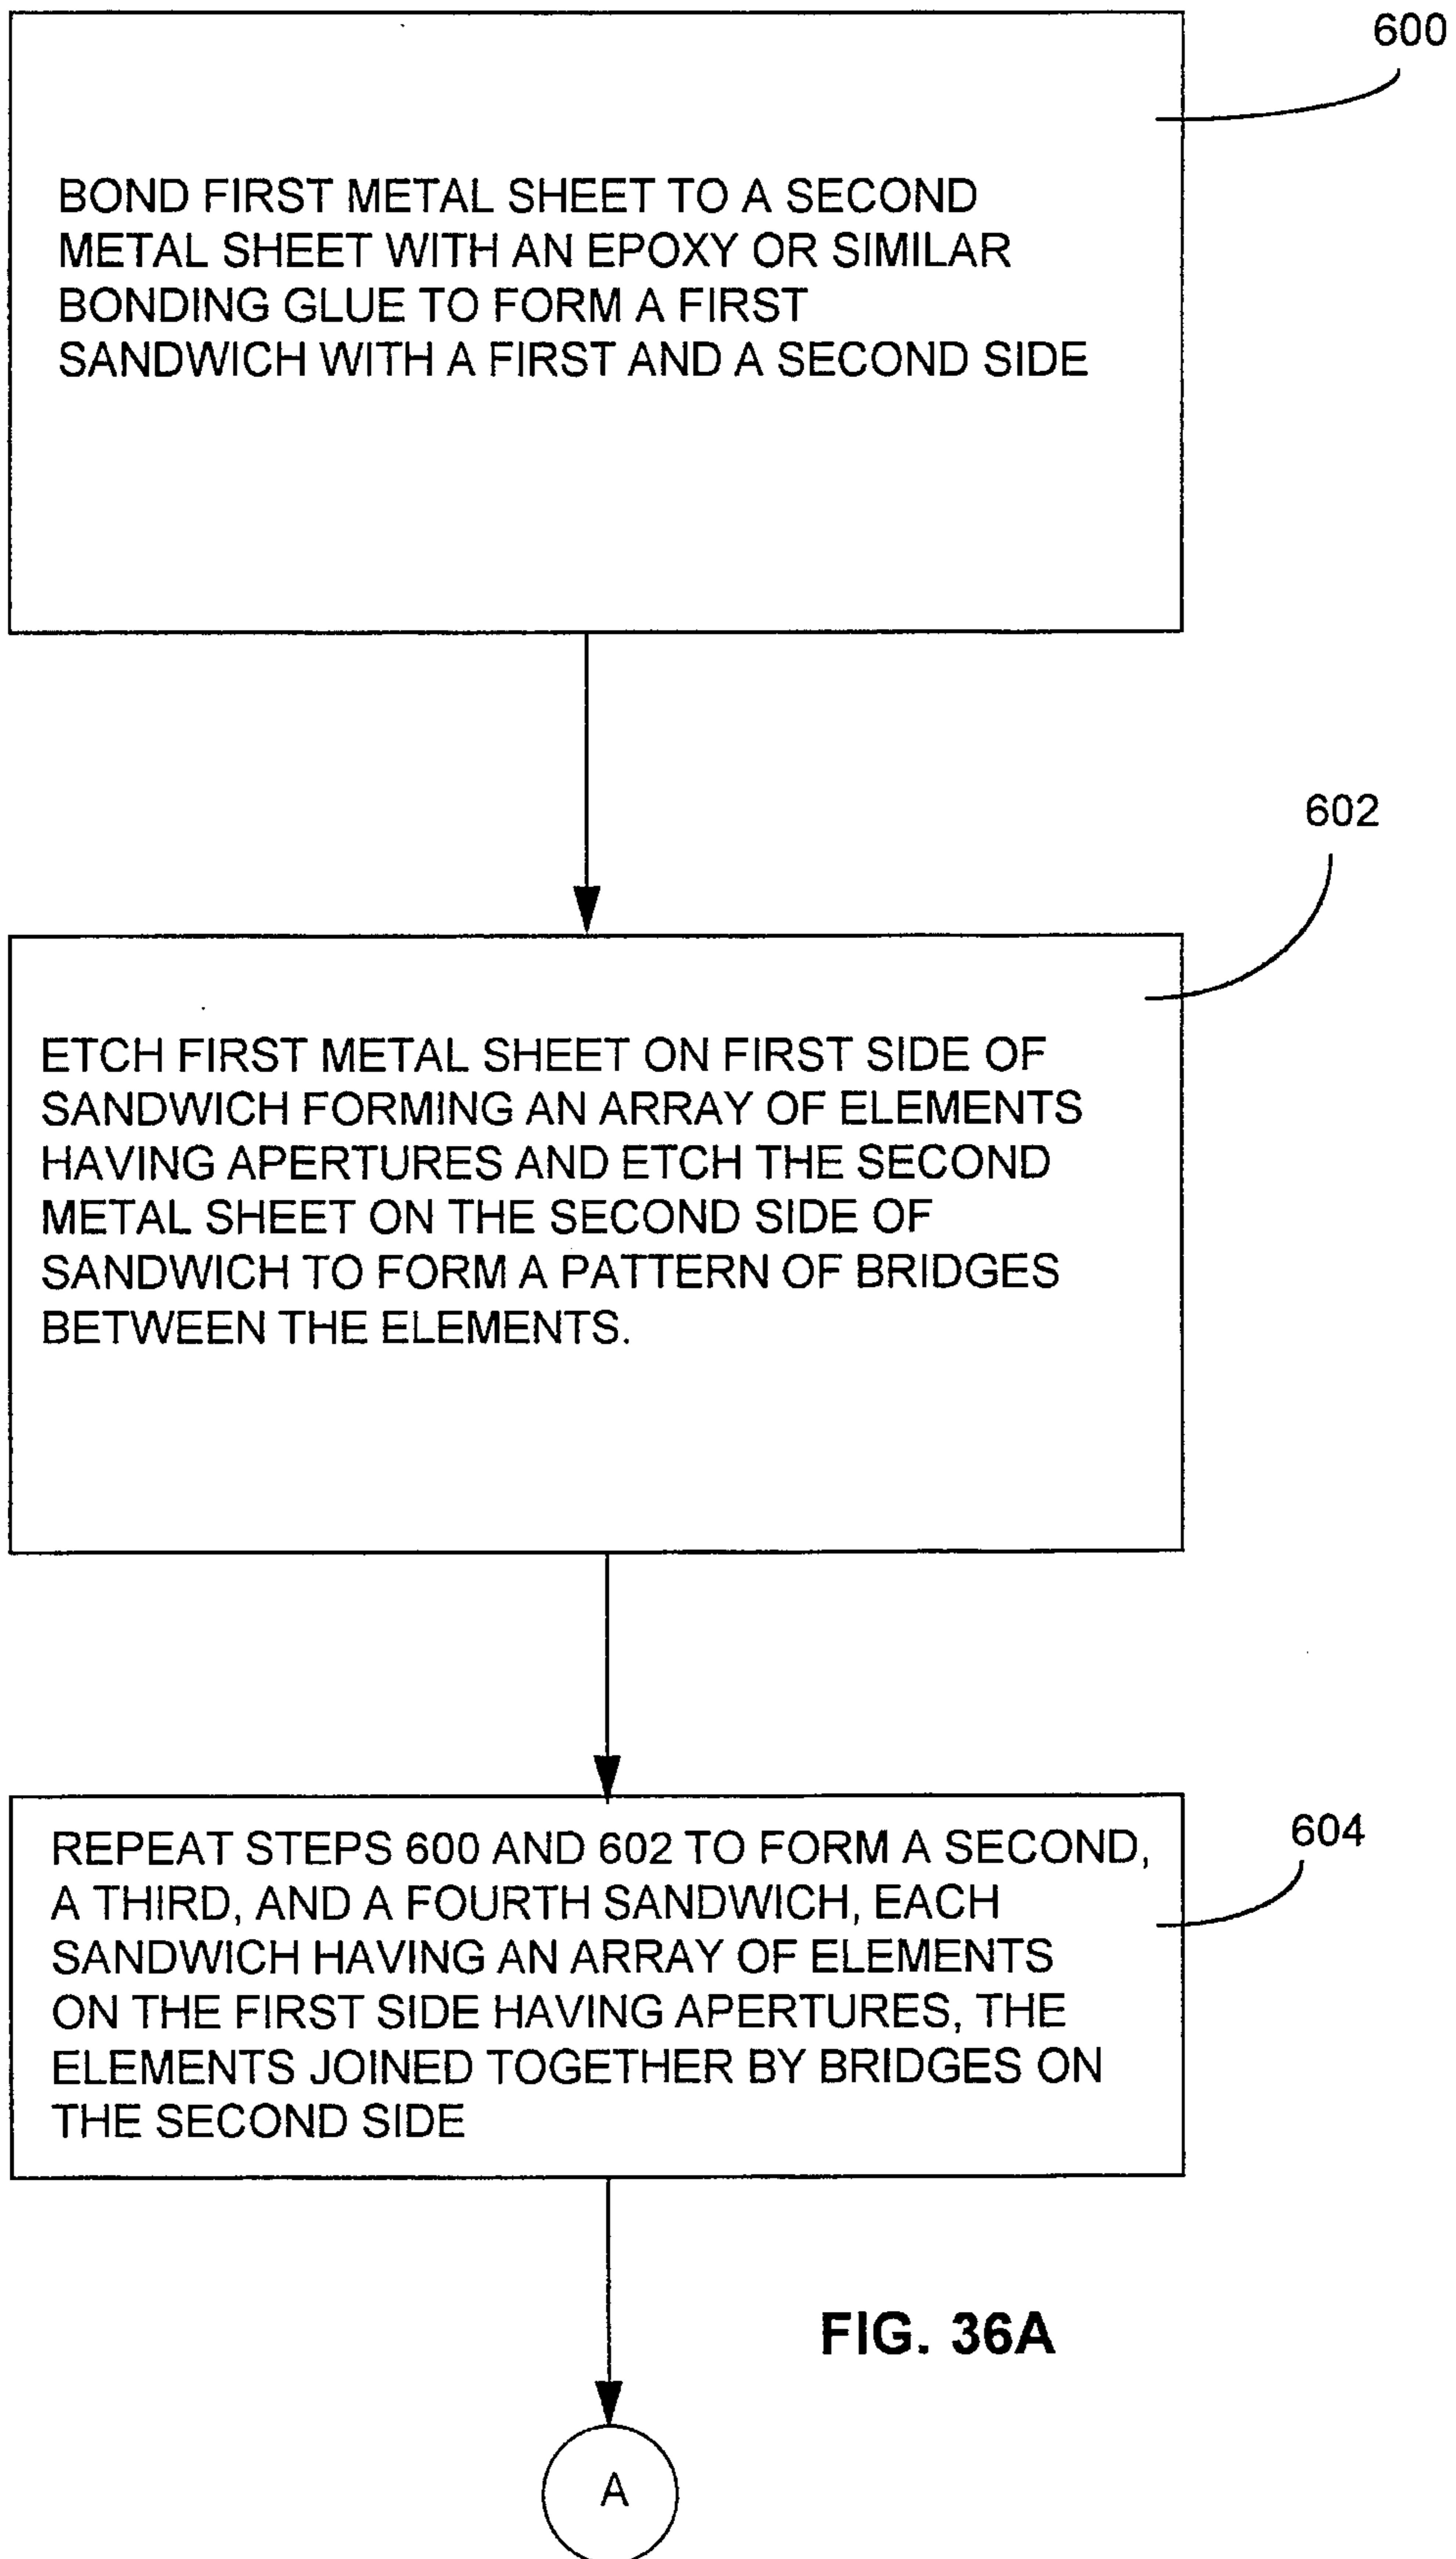 600
BOND FIRST METAL SHEET TO A SECOND
METAL SHEET WITH AN EPOXY OR SIMILAR
BONDING GLUE TO FORM A FIRST
SANDWICH WITH A FIRST AND A SECOND SIDE
602
ETCH FIRST METAL SHEET ON FIRST SIDE OF
SANDWICH FORMING AN ARRAY OF ELEMENTS
HAVING APERTURES AND ETCH THE SECOND
METAL SHEET ON THE SECOND SIDE OF
SANDWICH TO FORM A PATTERN OF BRIDGES
BETWEEN THE ELEMENTS.
604
REPEAT STEPS 600 AND 602 TO FORM A SECOND,
A THIRD, AND A FOURTH SANDWICH, EACH
SANDWICH HAVING AN ARRAY OF ELEMENTS
ON THE FIRST SIDE HAVING APERTURES, THE
ELEMENTS JOINED TOGETHER BY BRIDGES ON
THE SECOND SIDE
FIG. 36A
A